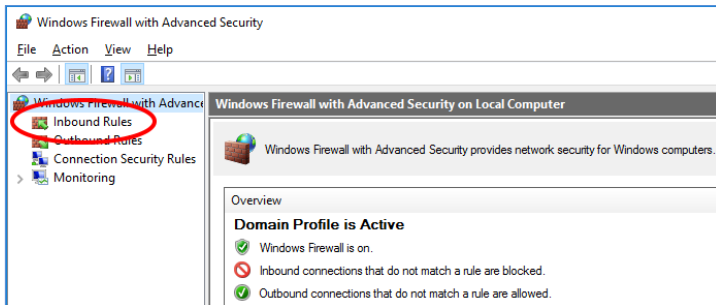 Windows Firewall with Advanced Security
File Action View Help
Windows Firewall with Advance
Inbound Rules
Outbound Rules
Connection Security Rules
Monitoring
Windows Firewall with Advanced Security on Local Computer
Windows Firewall with Advanced Security provides network security for Windows computers.
Overview
Domain Profile is Active
Windows Firewall is on.
Inbound connections that do not match a rule are blocked.
Outbound connections that do not match a rule are allowed.